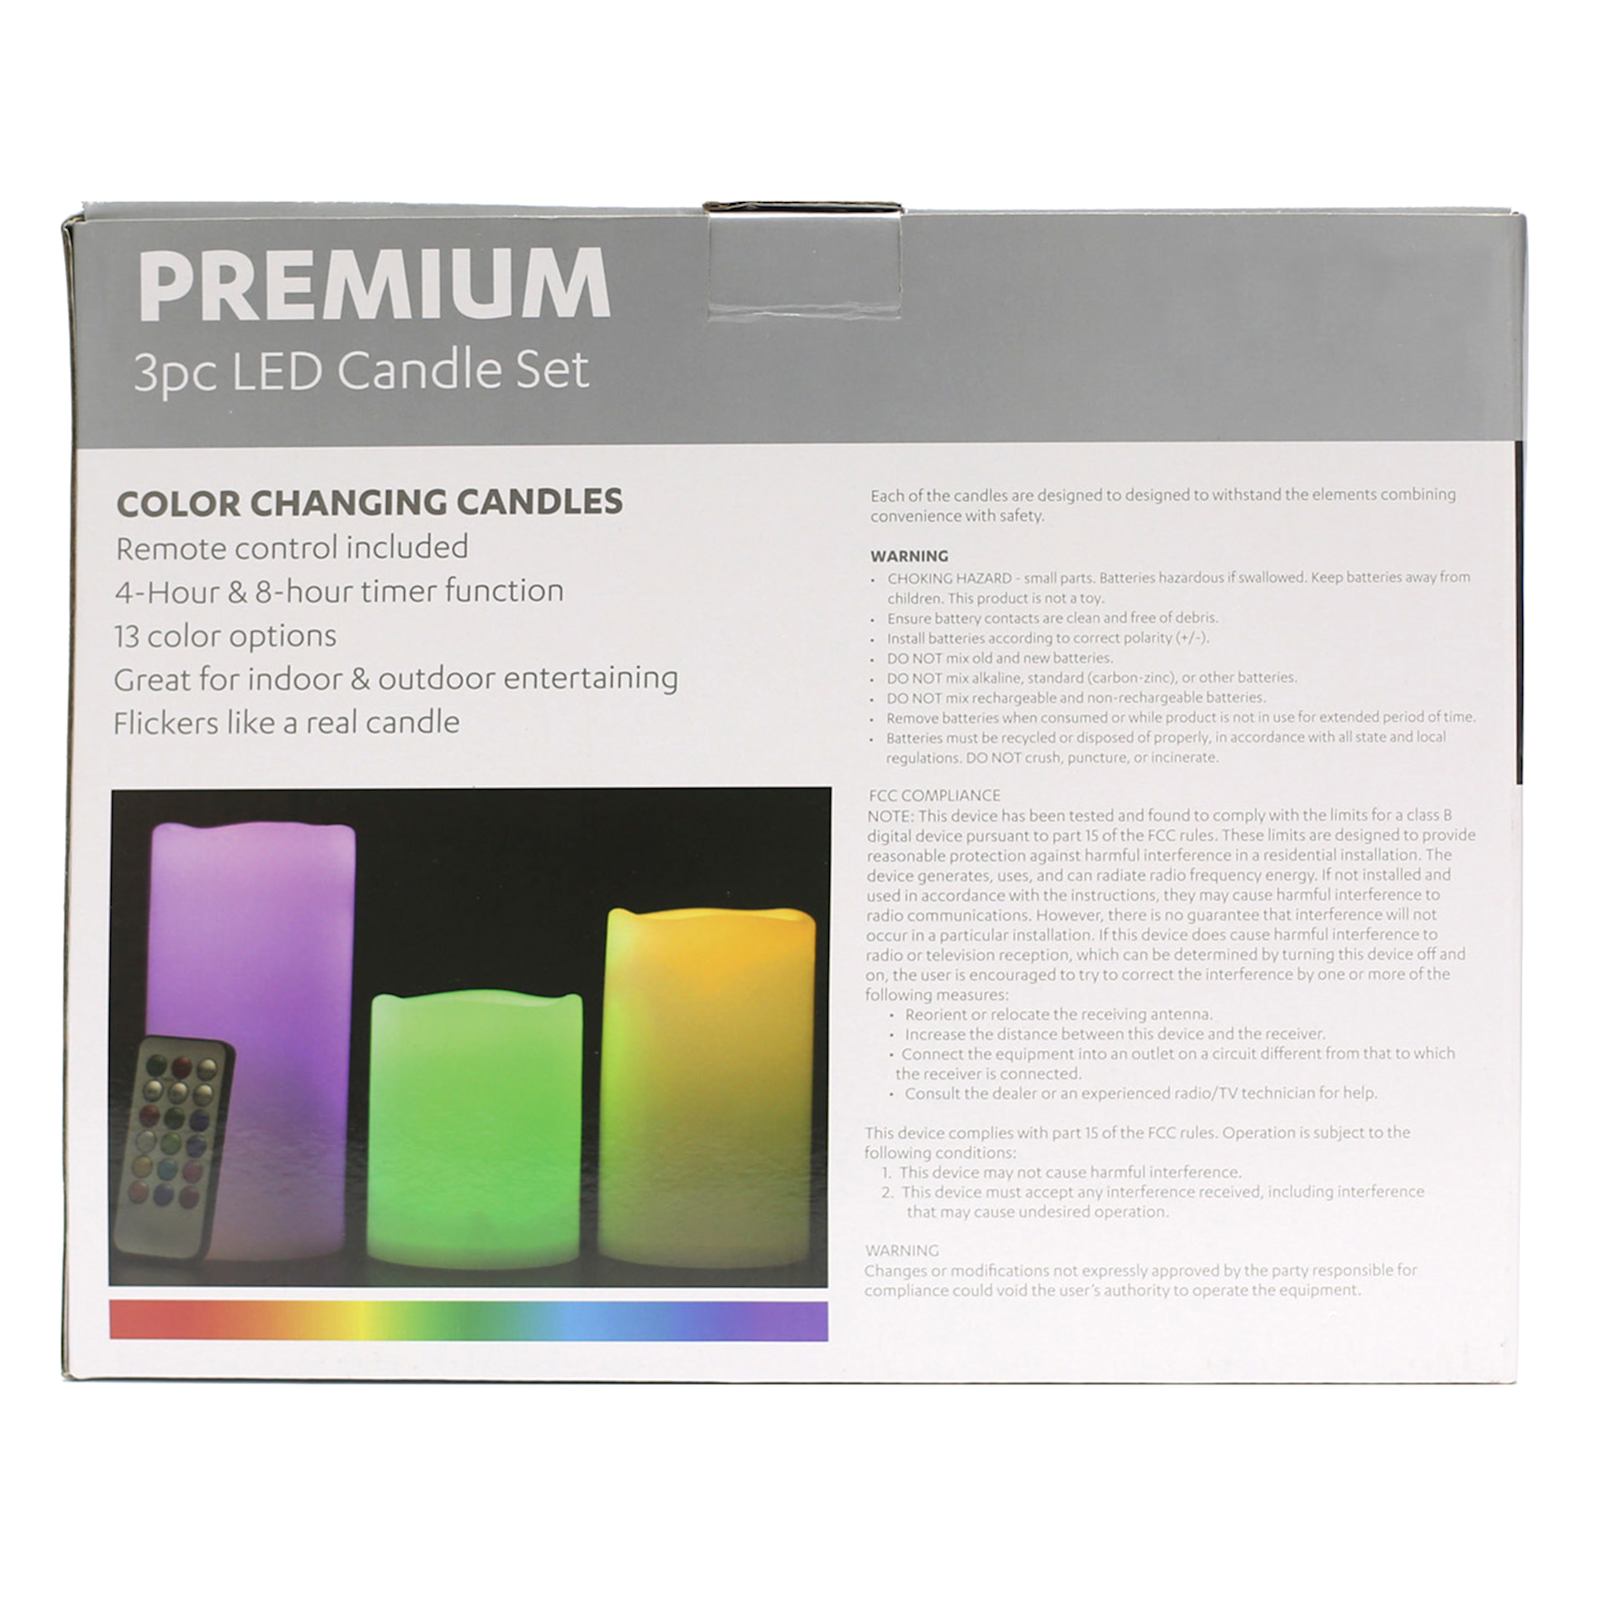 PREMIUM
3pc LED Candle Set
COLOR CHANGING CANDLES
Remote control included
4-Hour & 8-hour timer function
13 color options
Great for indoor & outdoor entertaining
Flickers like a real candle
Each of the candles are designed to designed to withstand the elements combining
convenience with safety.
WARNING
• CHOKING HAZARD - small parts. Batteries hazardous if swallowed. Keep batteries away from
children. This product is not a toy.
• Ensure battery contacts are clean and free of debris.
• Install batteries according to correct polarity (+/-).
• DO NOT mix old and new batteries.
• DO NOT mix alkaline, standard (carbon-zinc), or other batteries.
• DO NOT mix rechargeable and non-rechargeable batteries.
• Remove batteries when consumed or while product is not in use for extended period of time.
• Batteries must be recycled or disposed of properly, in accordance with all state and local
regulations. DO NOT crush, puncture, or incinerate.
FCC COMPLIANCE
NOTE: This device has been tested and found to comply with the limits for a class B
digital device pursuant to part 15 of the FCC rules. These limits are designed to provide
reasonable protection against harmful interference in a residential installation. The
device generates, uses, and can radiate radio frequency energy. If not installed and
used in accordance with the instructions, they may cause harmful interference to
radio communications. However, there is no guarantee that interference will not
occur in a particular installation. If this device does cause harmful interference to
radio or television reception, which can be determined by turning this device off and
on, the user is encouraged to try to correct the interference by one or more of the
following measures:
• Reorient or relocate the receiving antenna.
• Increase the distance between this device and the receiver.
• Connect the equipment into an outlet on a circuit different from that to which
the receiver is connected.
• Consult the dealer or an experienced radio/TV technician for help.
This device complies with part 15 of the FCC rules. Operation is subject to the
following conditions:
1. This device may not cause harmful interference.
2. This device must accept any interference received, including interference
that may cause undesired operation.
WARNING
Changes or modifications not expressly approved by the party responsible for
compliance could void the user's authority to operate the equipment.